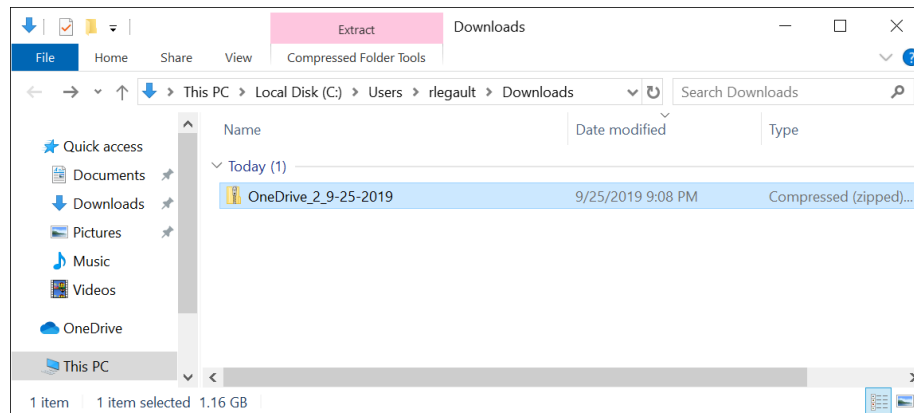 Extract
Downloads
File
Home
Share
View
Compressed Folder Tools
?
This PC > Local Disk (C:) > Users > rlegault > Downloads
Search Downloads
Name
Date modified
Type
Quick access
Documents
Downloads
Pictures
Music
Videos
OneDrive
This PC
Today (1)
OneDrive_2_9-25-2019
9/25/2019 9:08 PM
Compressed (zipped)...
1 item
1 item selected 1.16 GB